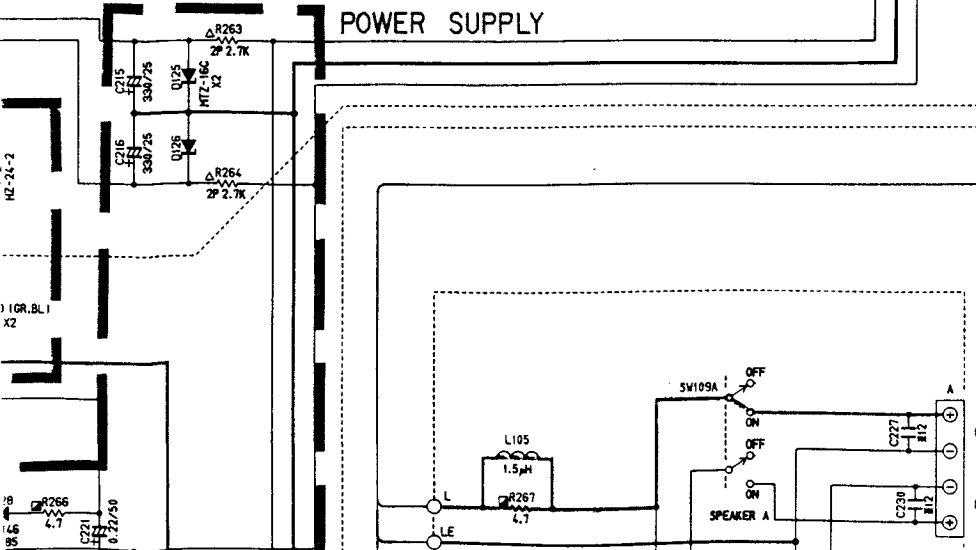 POWER SUPPLY
R263
2P 2.7K
C215
330/25
D125
MTZ-16C
X2
C216
330/25
D126
R264
2P 2.7K
HZ-24-2
(GR,BL)
X2
R266
4.7
C221
0.22/50
L105
1.5μH
R267
4.7
L
LE
SW109A
OFF
ON
OFF
ON
SPEAKER A
A
C227
C230
+
−
−
+